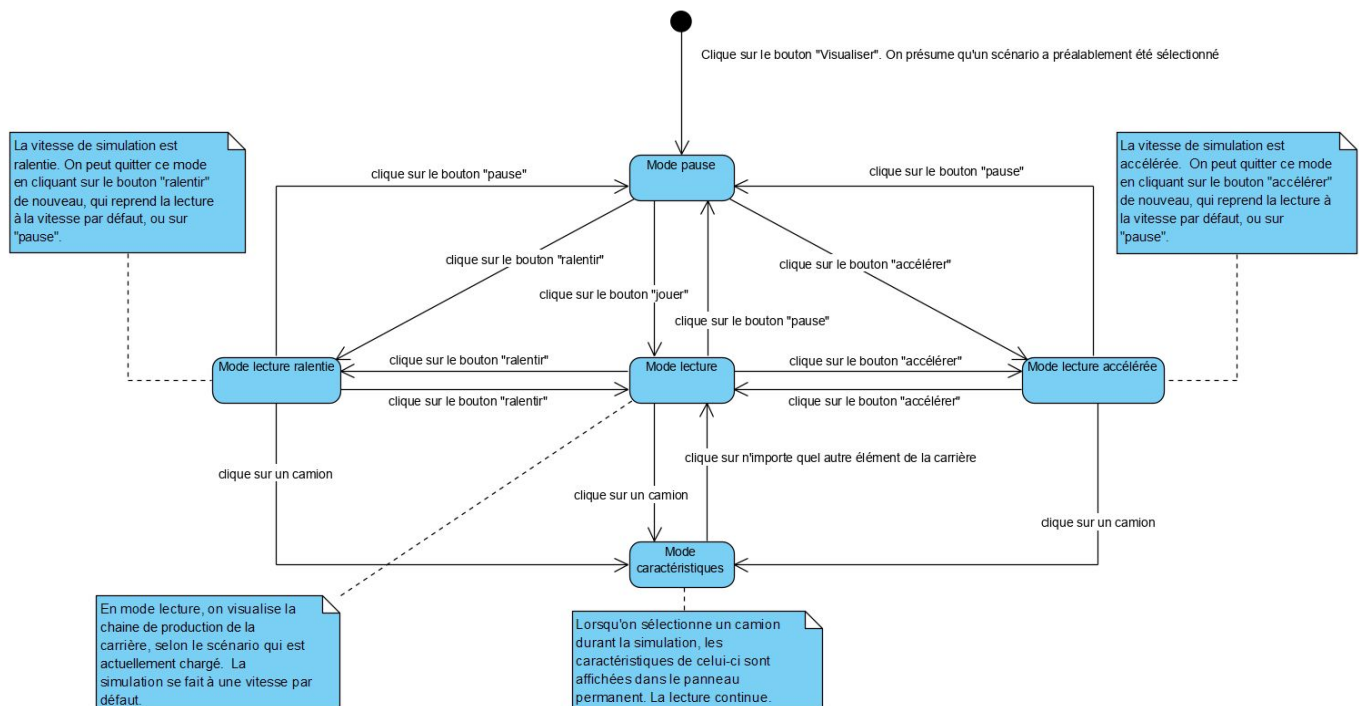 Clique sur le bouton "Visualiser". On présume qu'un scénario a préalablement été sélectionné
La vitesse de simulation est
ralentie. On peut quitter ce mode
en cliquant sur le bouton "ralentir"
de nouveau, qui reprend la lecture
à la vitesse par défaut, ou sur
"pause".
La vitesse de simulation est
accélérée. On peut quitter ce mode
en cliquant sur le bouton "accélérer"
de nouveau, qui reprend la lecture à
la vitesse par défaut, ou sur
"pause".
Mode pause
clique sur le bouton "pause"
clique sur le bouton "pause"
clique sur le bouton "ralentir"
clique sur le bouton "accélérer"
clique sur le bouton "jouer"
clique sur le bouton "pause"
Mode lecture ralentie
clique sur le bouton "ralentir"
Mode lecture
clique sur le bouton "accélérer"
Mode lecture accélérée
clique sur le bouton "ralentir"
clique sur le bouton "accélérer"
clique sur n'importe quel autre élément de la carrière
clique sur un camion
clique sur un camion
clique sur un camion
Mode
caractéristiques
En mode lecture, on visualise la
chaine de production de la
carrière, selon le scénario qui est
actuellement chargé. La
simulation se fait à une vitesse par
défaut.
Lorsqu'on sélectionne un camion
durant la simulation, les
caractéristiques de celui-ci sont
affichées dans le panneau
permanent. La lecture continue.